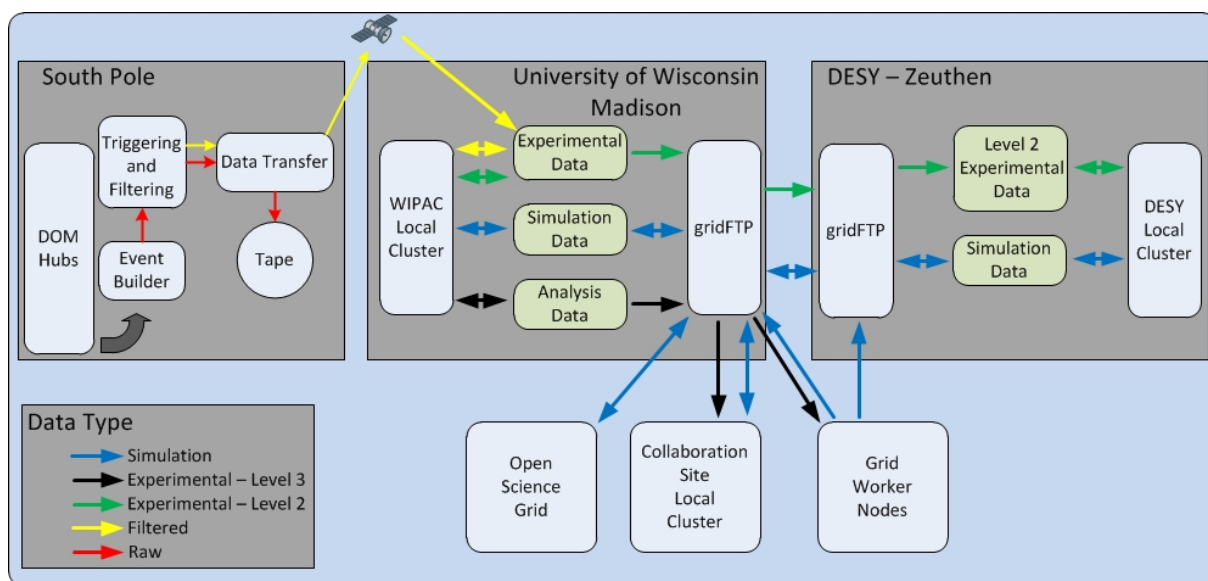 South Pole
DOM
Hubs
Triggering
and
Filtering
Event
Builder
Data Transfer
Tape
University of Wisconsin
Madison
WIPAC
Local
Cluster
Experimental
Data
Simulation
Data
Analysis
Data
gridFTP
DESY – Zeuthen
gridFTP
Level 2
Experimental
Data
Simulation
Data
DESY
Local
Cluster
Open
Science
Grid
Collaboration
Site
Local
Cluster
Grid
Worker
Nodes
Data Type
Simulation
Experimental – Level 3
Experimental – Level 2
Filtered
Raw